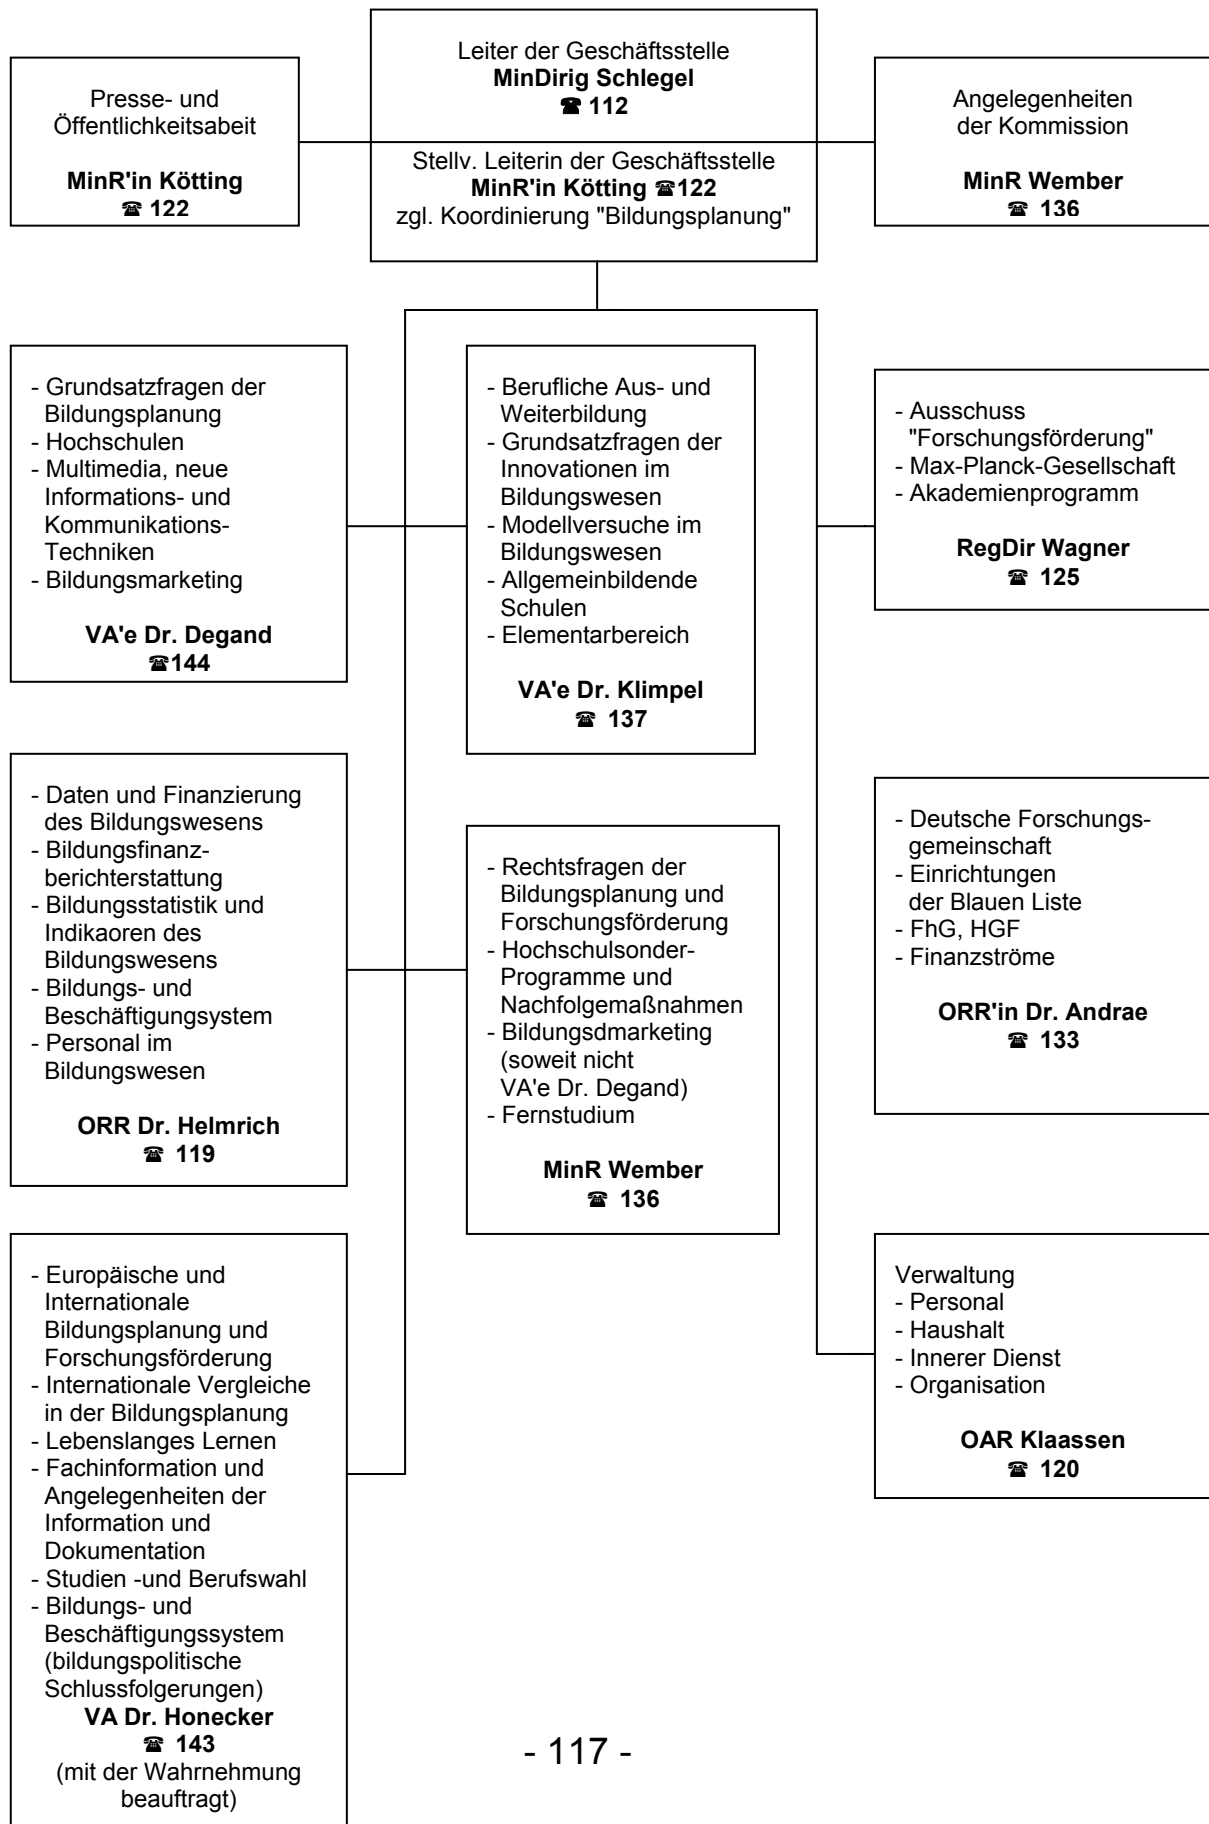 Presse- und
Öffentlichkeitsabeit
MinR'in Kötting
☎ 122
Leiter der Geschäftsstelle
MinDirig Schlegel
☎ 112
Stellv. Leiterin der Geschäftsstelle
MinR'in Kötting ☎122
zgl. Koordinierung "Bildungsplanung"
Angelegenheiten
der Kommission
MinR Wember
☎ 136
- Grundsatzfragen der
Bildungsplanung
- Hochschulen
- Multimedia, neue
Informations- und
Kommunikations-
Techniken
- Bildungsmarketing
VA'e Dr. Degand
☎144
- Berufliche Aus- und
Weiterbildung
- Grundsatzfragen der
Innovationen im
Bildungswesen
- Modellversuche im
Bildungswesen
- Allgemeinbildende
Schulen
- Elementarbereich
VA'e Dr. Klimpel
☎ 137
- Ausschuss
"Forschungsförderung"
- Max-Planck-Gesellschaft
- Akademienprogramm
RegDir Wagner
☎ 125
- Daten und Finanzierung
des Bildungswesens
- Bildungsfinanz-
berichterstattung
- Bildungsstatistik und
Indikaoren des
Bildungswesens
- Bildungs- und
Beschäftigungsystem
- Personal im
Bildungswesen
ORR Dr. Helmrich
☎ 119
- Rechtsfragen der
Bildungsplanung und
Forschungsförderung
- Hochschulsonder-
Programme und
Nachfolgemaßnahmen
- Bildungsdmarketing
(soweit nicht
VA'e Dr. Degand)
- Fernstudium
MinR Wember
☎ 136
- Deutsche Forschungs-
gemeinschaft
- Einrichtungen
der Blauen Liste
- FhG, HGF
- Finanzströme
ORR'in Dr. Andrae
☎ 133
- Europäische und
Internationale
Bildungsplanung und
Forschungsförderung
- Internationale Vergleiche
in der Bildungsplanung
- Lebenslanges Lernen
- Fachinformation und
Angelegenheiten der
Information und
Dokumentation
- Studien -und Berufswahl
- Bildungs- und
Beschäftigungssystem
(bildungspolitische
Schlussfolgerungen)
VA Dr. Honecker
☎ 143
(mit der Wahrnehmung
beauftragt)
Verwaltung
- Personal
- Haushalt
- Innerer Dienst
- Organisation
OAR Klaassen
☎ 120
- 117 -